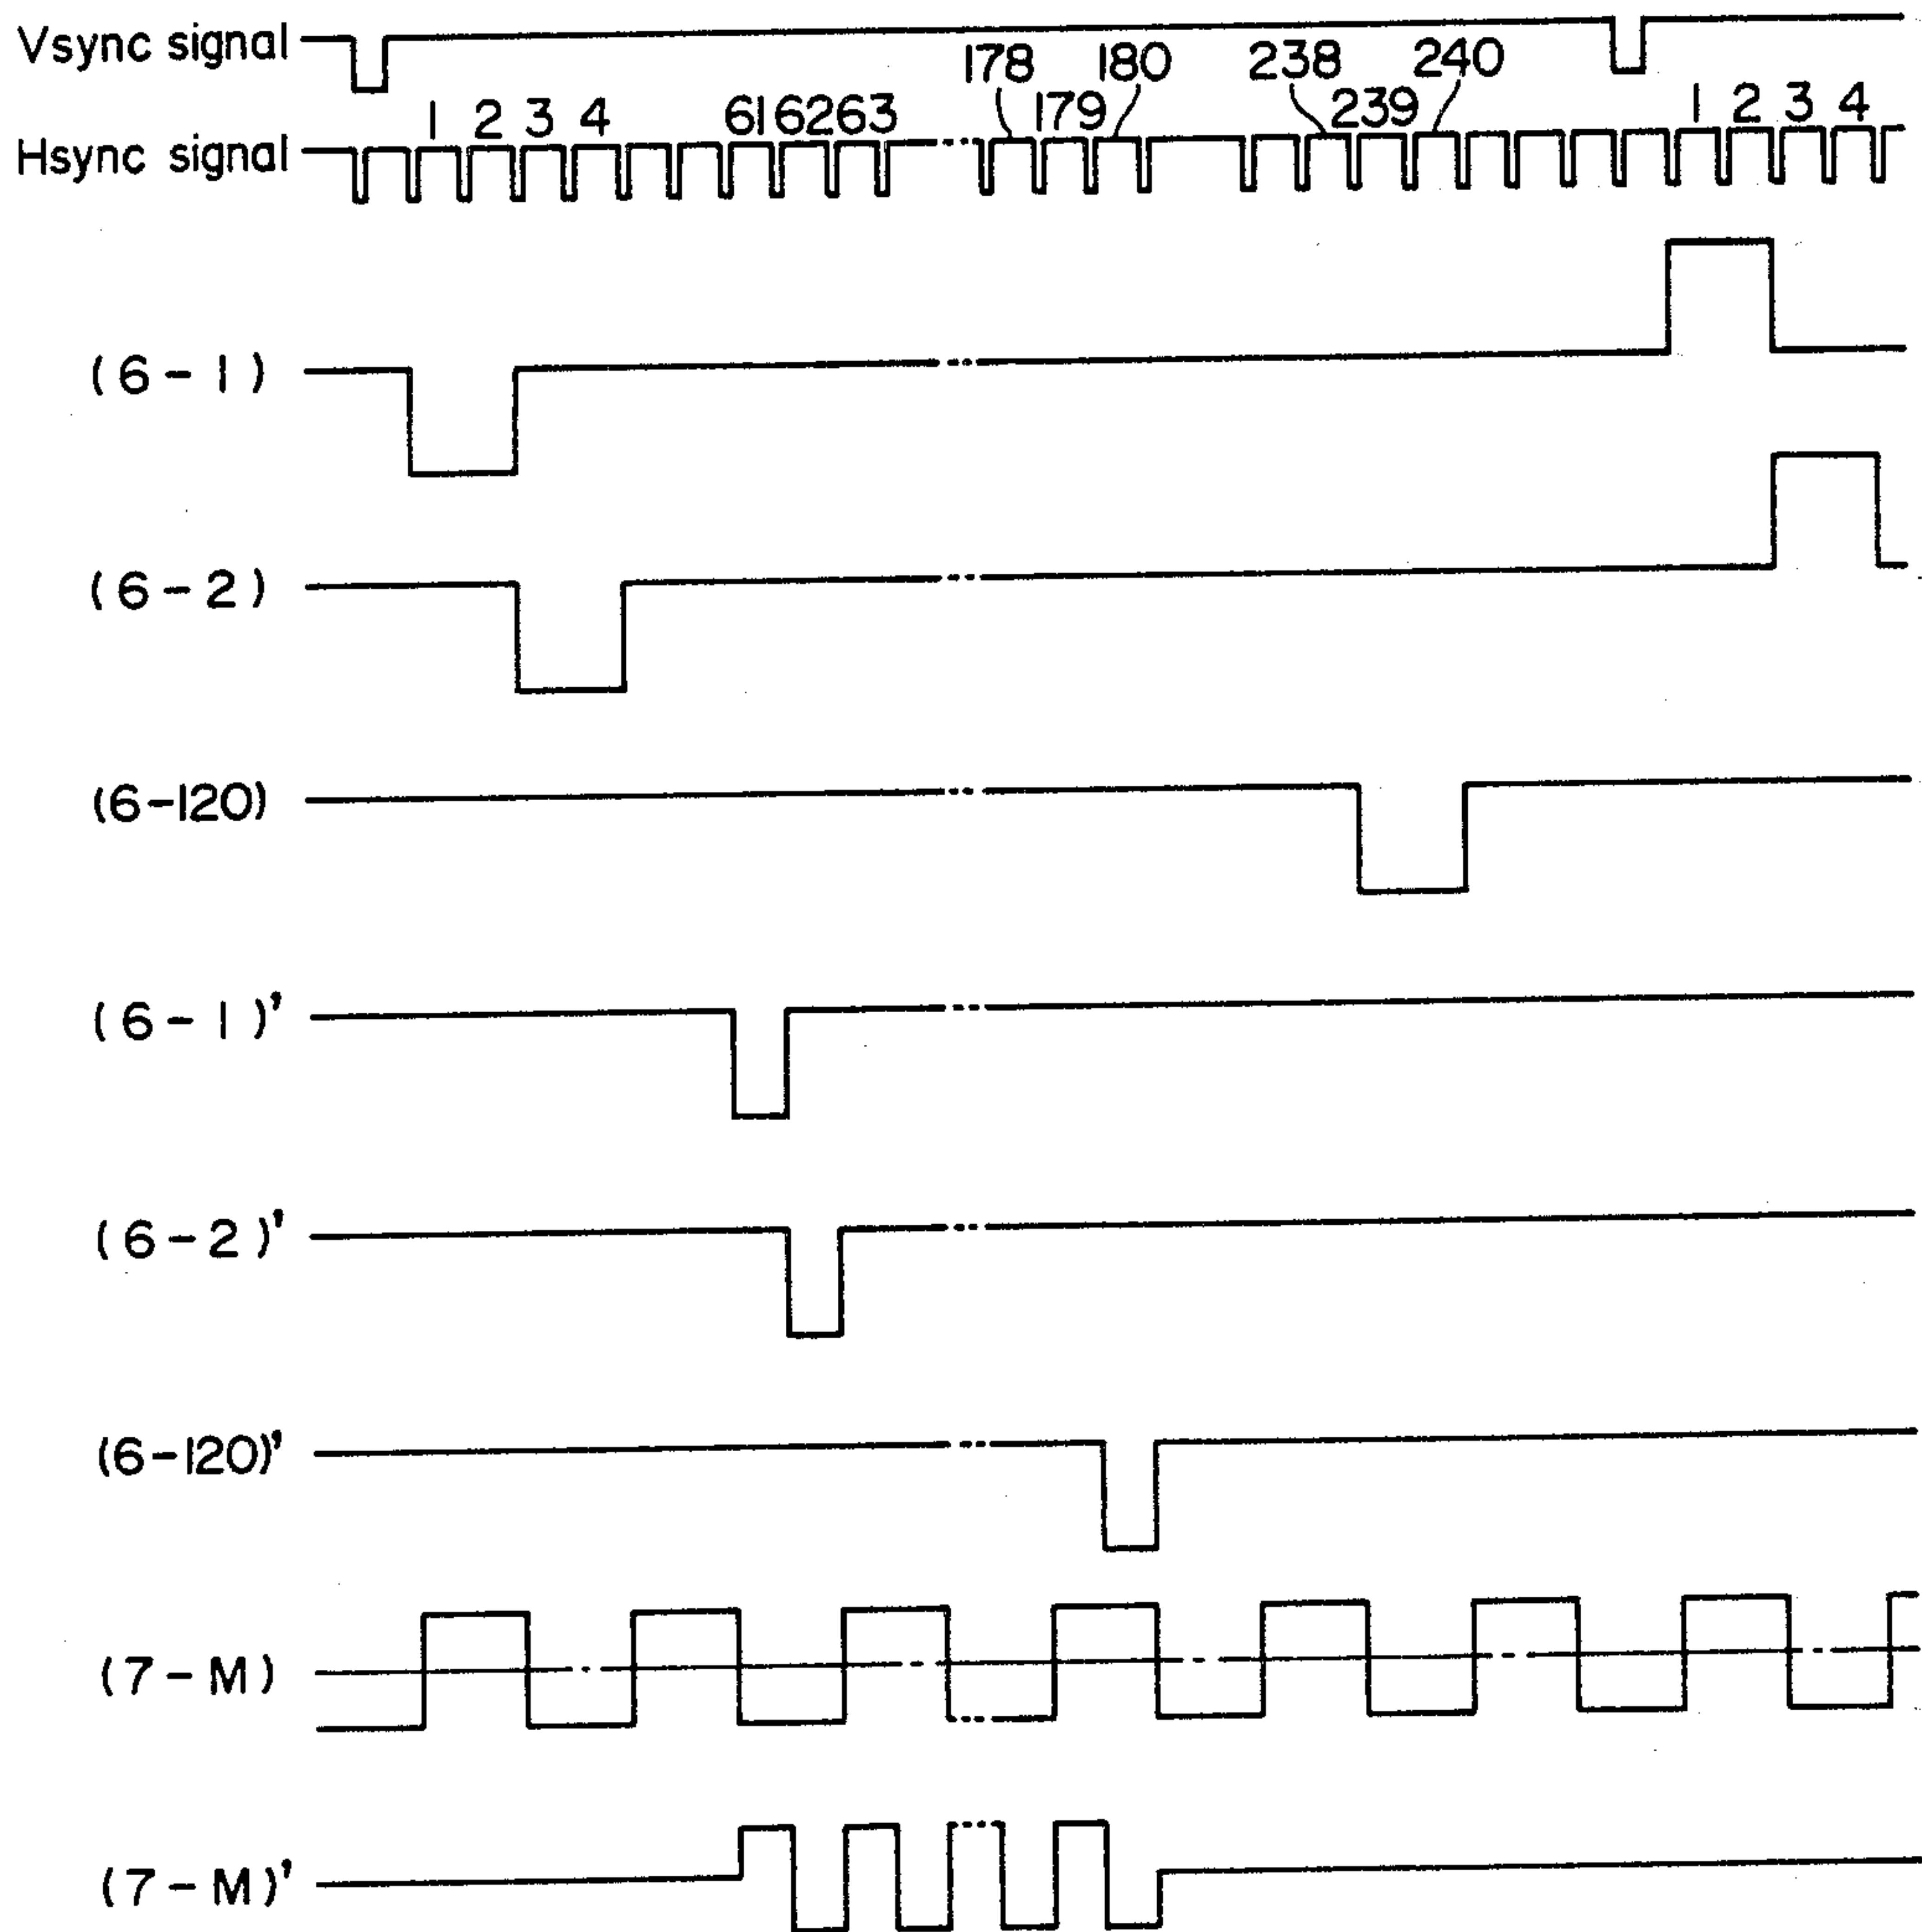 Vsync signal
178 180 238 240
1 2 3 4 61 62 63 179 239 1 2 3 4
Hsync signal
(6-1)
(6-2)
(6-120)
(6-1)'
(6-2)'
(6-120)'
(7-M)
(7-M)'